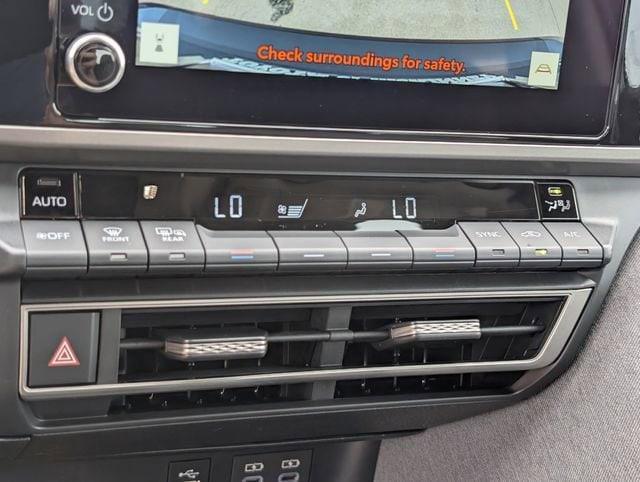 VOL
Check surroundings for safety.
AUTO
LO LO
OFF FRONT REAR SYNC A/C